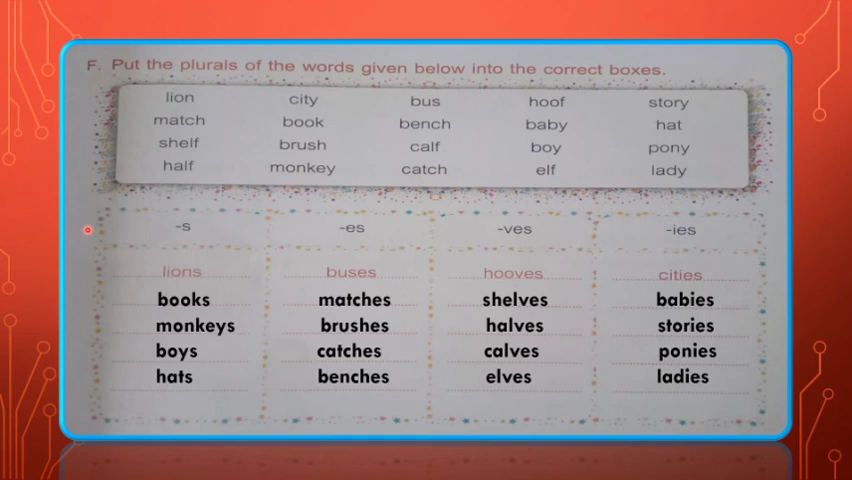 F. Put the plurals of the words given below into the correct boxes.
lion city bus hoof story
match book bench baby hat
shelf brush calf boy pony
half monkey catch elf lady
-s -es -ves -ies
lions buses hooves cities
books matches shelves babies
monkeys brushes halves stories
boys catches calves ponies
hats benches elves ladies